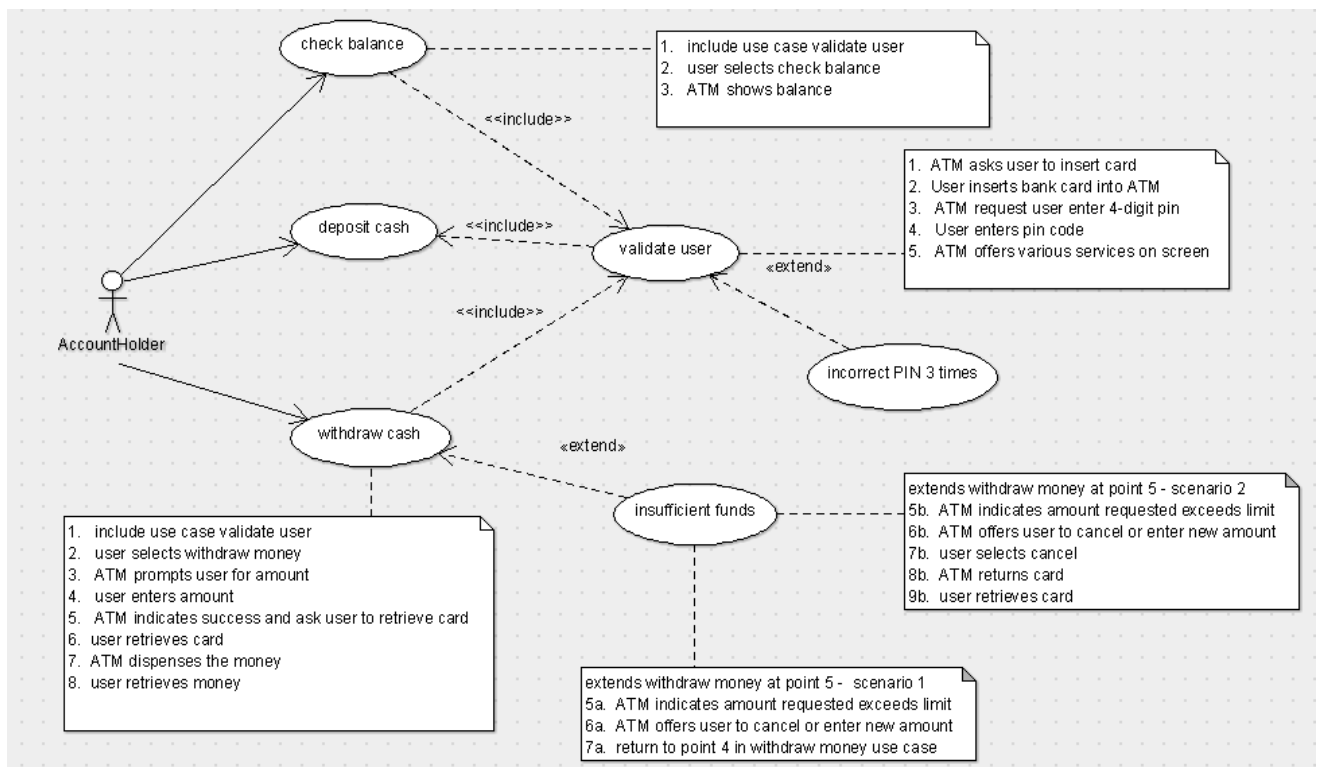 check balance
1. include use case validate user
2. user selects check balance
3. ATM shows balance
<<include>>
1. ATM asks user to insert card
2. User inserts bank card into ATM
3. ATM request user enter 4-digit pin
4. User enters pin code
5. ATM offers various services on screen
deposit cash
<<include>>
validate user
«extend»
<<include>>
AccountHolder
incorrect PIN 3 times
withdraw cash
«extend»
insufficient funds
extends withdraw money at point 5 - scenario 2
5b. ATM indicates amount requested exceeds limit
6b. ATM offers user to cancel or enter new amount
7b. user selects cancel
8b. ATM returns card
9b. user retrieves card
1. include use case validate user
2. user selects withdraw money
3. ATM prompts user for amount
4. user enters amount
5. ATM indicates success and ask user to retrieve card
6. user retrieves card
7. ATM dispenses the money
8. user retrieves money
extends withdraw money at point 5 - scenario 1
5a. ATM indicates amount requested exceeds limit
6a. ATM offers user to cancel or enter new amount
7a. return to point 4 in withdraw money use case